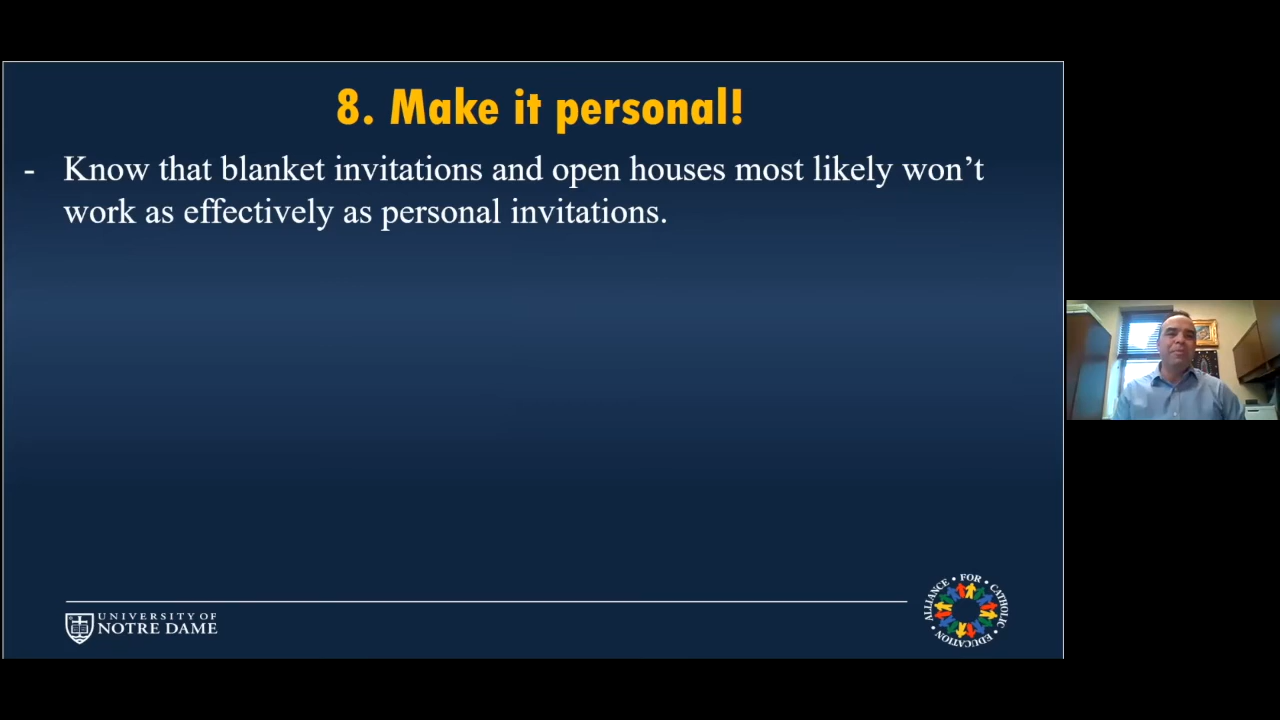 8. Make it personal!
- Know that blanket invitations and open houses most likely won’t
work as effectively as personal invitations.
UNIVERSITY OF
NOTRE DAME
ALLIANCE • FOR • CATHOLIC • EDUCATION •